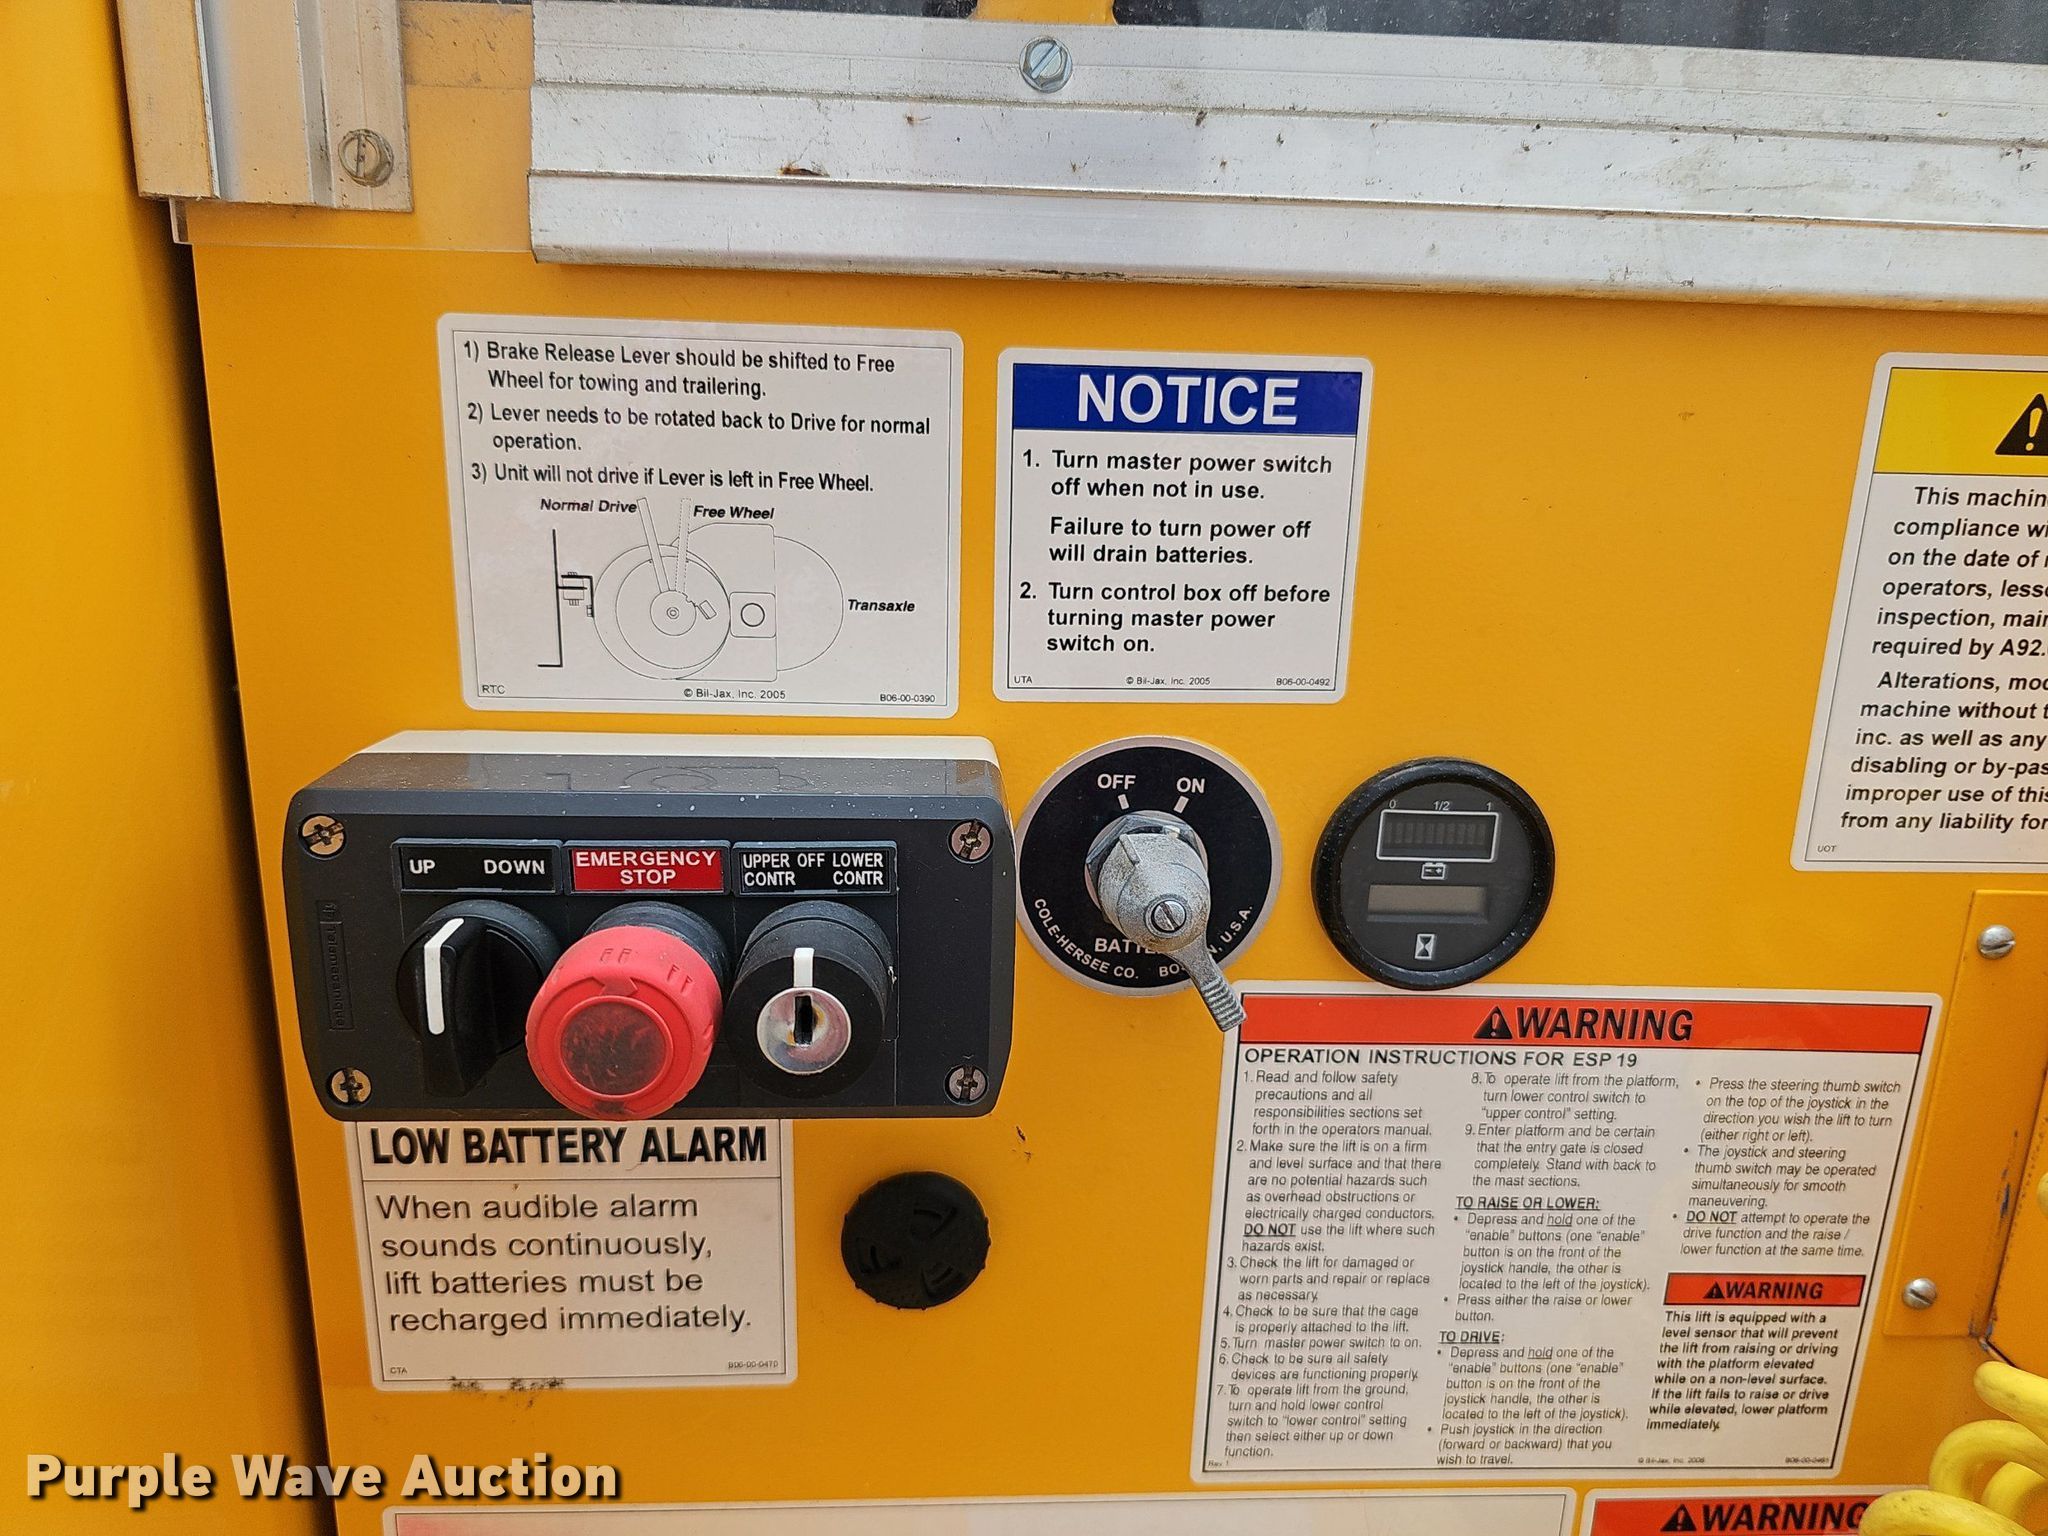 1) Brake Release Lever should be shifted to Free
Wheel for towing and trailering.
2) Lever needs to be rotated back to Drive for normal
operation.
3) Unit will not drive if Lever is left in Free Wheel.
Normal Drive
Free Wheel
Transaxle
RTC
© Bil-Jax, Inc. 2005
B06-00-0390
NOTICE
1. Turn master power switch
off when not in use.
Failure to turn power off
will drain batteries.
2. Turn control box off before
turning master power
switch on.
UTA
© Bil-Jax, Inc. 2005
B06-00-0492
This machin
compliance wi
on the date of
operators, less
inspection, main
required by A92.
Alterations, mod
machine without t
inc. as well as any
disabling or by-pas
improper use of this
from any liability for
UOT
UP DOWN
EMERGENCY
STOP
UPPER OFF LOWER
CONTR CONTR
Telemecanique
OFF ON
BATTE
COLE-HERSEE CO. BOS N, U.S.A.
0 1/2 1
LOW BATTERY ALARM
When audible alarm
sounds continuously,
lift batteries must be
recharged immediately.
CTA
B06-00-0470
WARNING
OPERATION INSTRUCTIONS FOR ESP 19
1. Read and follow safety
precautions and all
responsibilities sections set
forth in the operators manual.
2. Make sure the lift is on a firm
and level surface and that there
are no potential hazards such
as overhead obstructions or
electrically charged conductors.
DO NOT use the lift where such
hazards exist.
3. Check the lift for damaged or
worn parts and repair or replace
as necessary.
4. Check to be sure that the cage
is properly attached to the lift.
5. Turn master power switch to on.
6. Check to be sure all safety
devices are functioning properly.
7. To operate lift from the ground,
turn and hold lower control
switch to "lower control" setting
then select either up or down
function.
Rev. 1
8. To operate lift from the platform,
turn lower control switch to
"upper control" setting.
9. Enter platform and be certain
that the entry gate is closed
completely. Stand with back to
the mast sections.
TO RAISE OR LOWER:
• Depress and hold one of the
"enable" buttons (one "enable"
button is on the front of the
joystick handle, the other is
located to the left of the joystick).
• Press either the raise or lower
button.
TO DRIVE:
• Depress and hold one of the
"enable" buttons (one "enable"
button is on the front of the
joystick handle, the other is
located to the left of the joystick).
• Push joystick in the direction
(forward or backward) that you
wish to travel.
• Press the steering thumb switch
on the top of the joystick in the
direction you wish the lift to turn
(either right or left).
• The joystick and steering
thumb switch may be operated
simultaneously for smooth
maneuvering.
• DO NOT attempt to operate the
drive function and the raise /
lower function at the same time.
WARNING
This lift is equipped with a
level sensor that will prevent
the lift from raising or driving
with the platform elevated
while on a non-level surface.
If the lift fails to raise or drive
while elevated, lower platform
immediately.
© Bil-Jax, Inc. 2006
B06-00-0481
WARNING
Purple Wave Auction